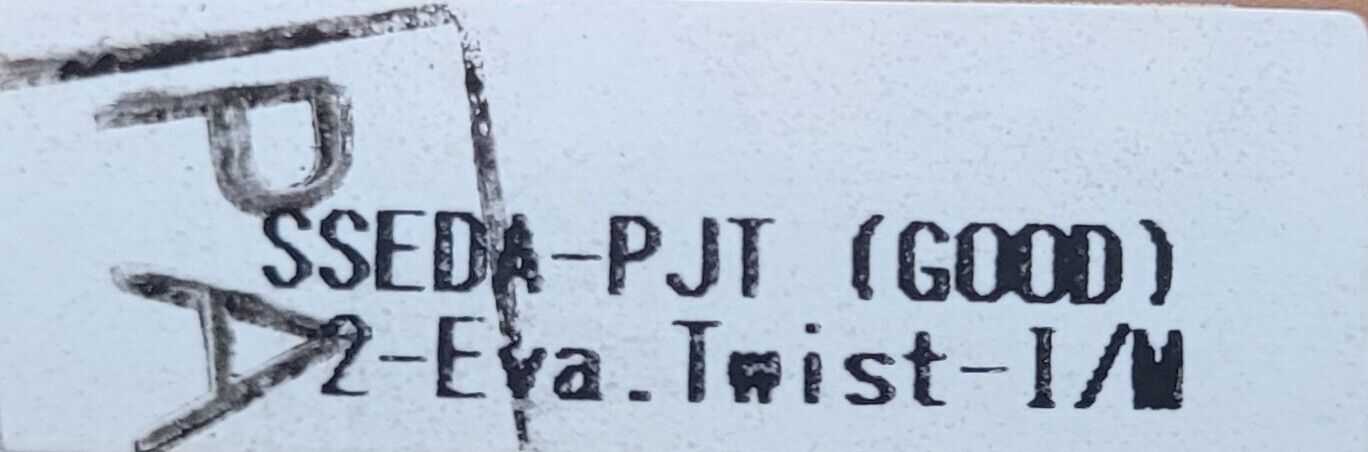 PA
SSEDA-PJT (GOOD)
2-Eva.Twist-I/M